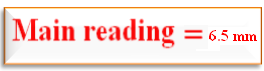 Main reading = 6.5 mm